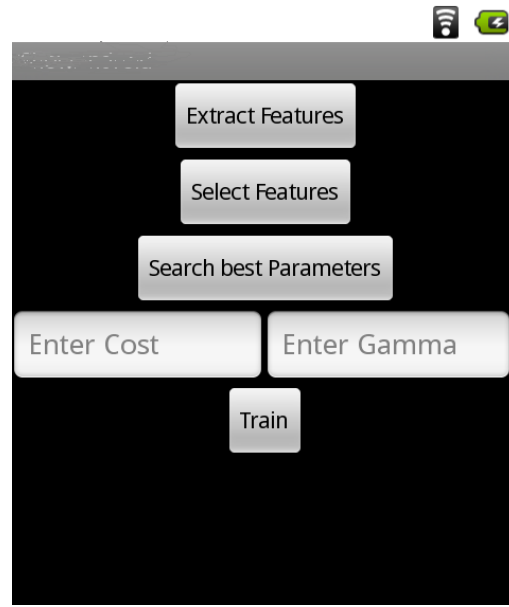 Extract Features
Select Features
Search best Parameters
Enter Cost Enter Gamma
Train